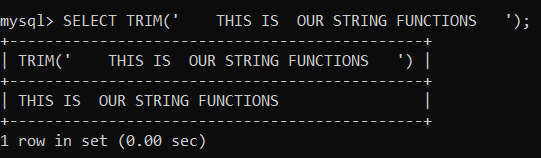 mysql> SELECT TRIM('    THIS IS  OUR STRING FUNCTIONS   ');
+---------------------------------------------+
| TRIM('    THIS IS  OUR STRING FUNCTIONS   ') |
+---------------------------------------------+
| THIS IS  OUR STRING FUNCTIONS                |
+---------------------------------------------+
1 row in set (0.00 sec)